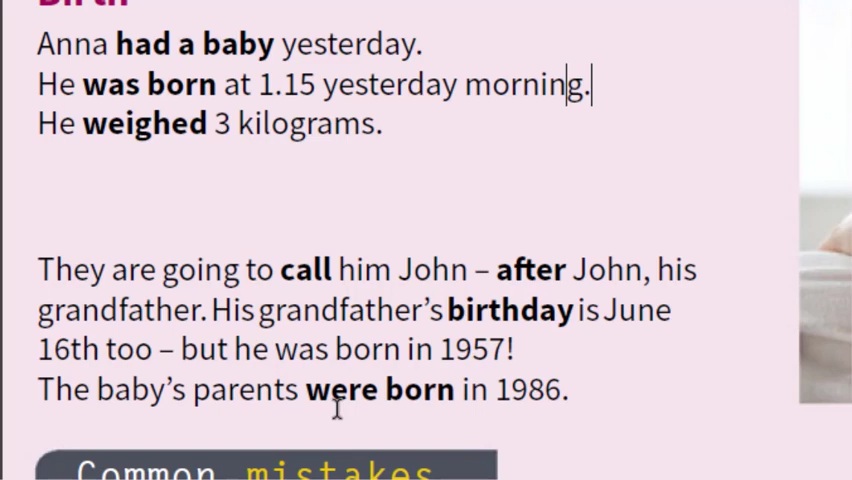 Birth
Anna had a baby yesterday.
He was born at 1.15 yesterday morning.
He weighed 3 kilograms.
They are going to call him John – after John, his
grandfather. His grandfather's birthday is June
16th too – but he was born in 1957!
The baby's parents were born in 1986.
Common mistakes